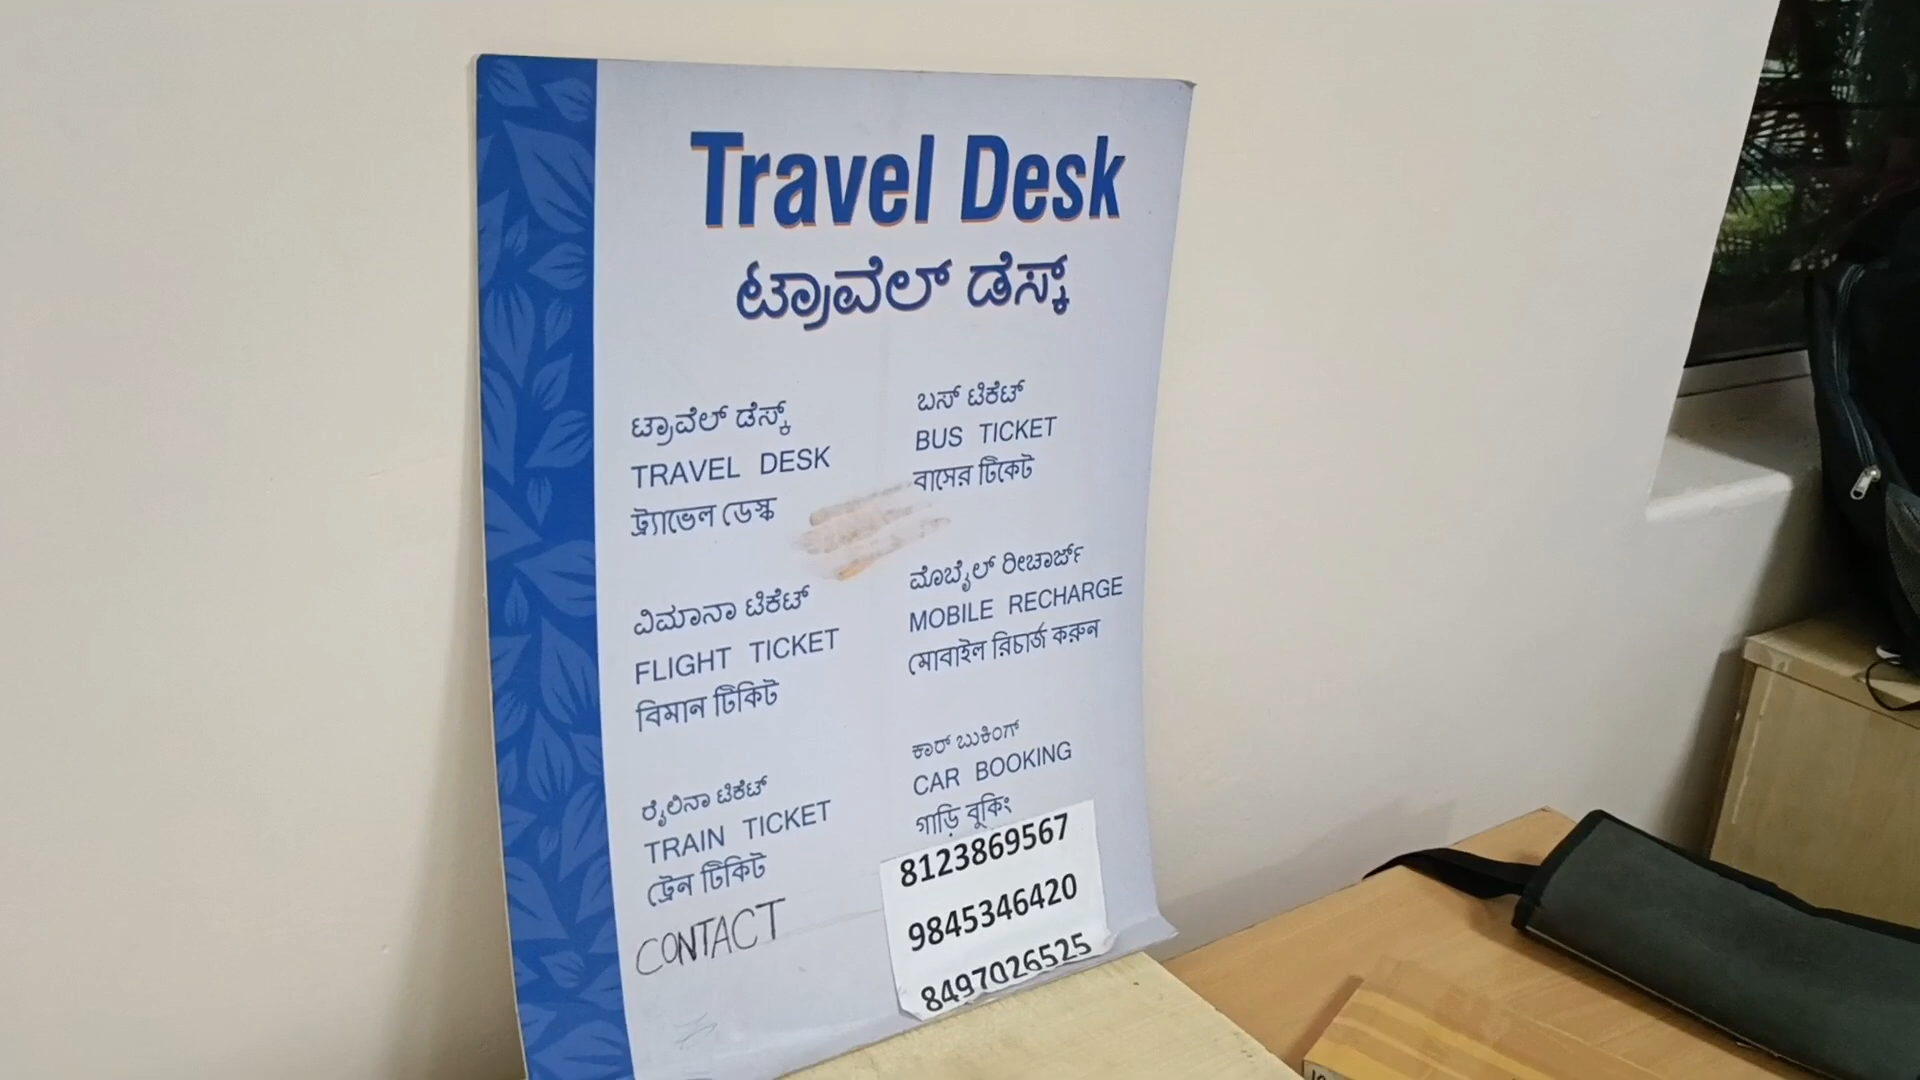 Travel Desk
ಟ್ರಾವೆಲ್ ಡೆಸ್ಕ್
ಟ್ರಾವೆಲ್ ಡೆಸ್ಕ್
TRAVEL DESK
ট্র্যাভেল ডেস্ক
ವಿಮಾನಾ ಟಿಕೆಟ್
FLIGHT TICKET
বিমান টিকিট
ರೈಲಿನಾ ಟಿಕೆಟ್
TRAIN TICKET
ট্রেন টিকিট
CONTACT
ಬಸ್ ಟಿಕೆಟ್
BUS TICKET
বাসের টিকেট
ಮೊಬೈಲ್ ರೀಚಾರ್ಜ್
MOBILE RECHARGE
মোবাইল রিচার্জ করুন
ಕಾರ್ ಬುಕಿಂಗ್
CAR BOOKING
গাড়ি বুকিং
8123869567
9845346420
8497026525